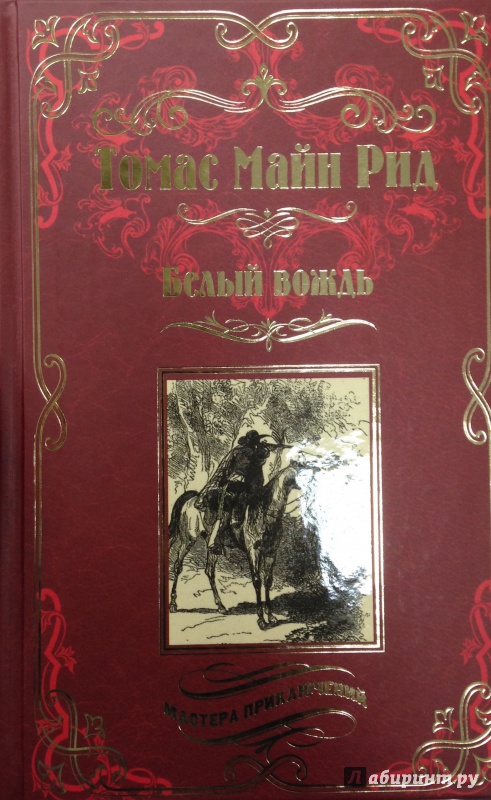 Томас Майн Рид
Белый вождь
МАСТЕРА ПРИКЛЮЧЕНИЙ
Лабиринт.ру